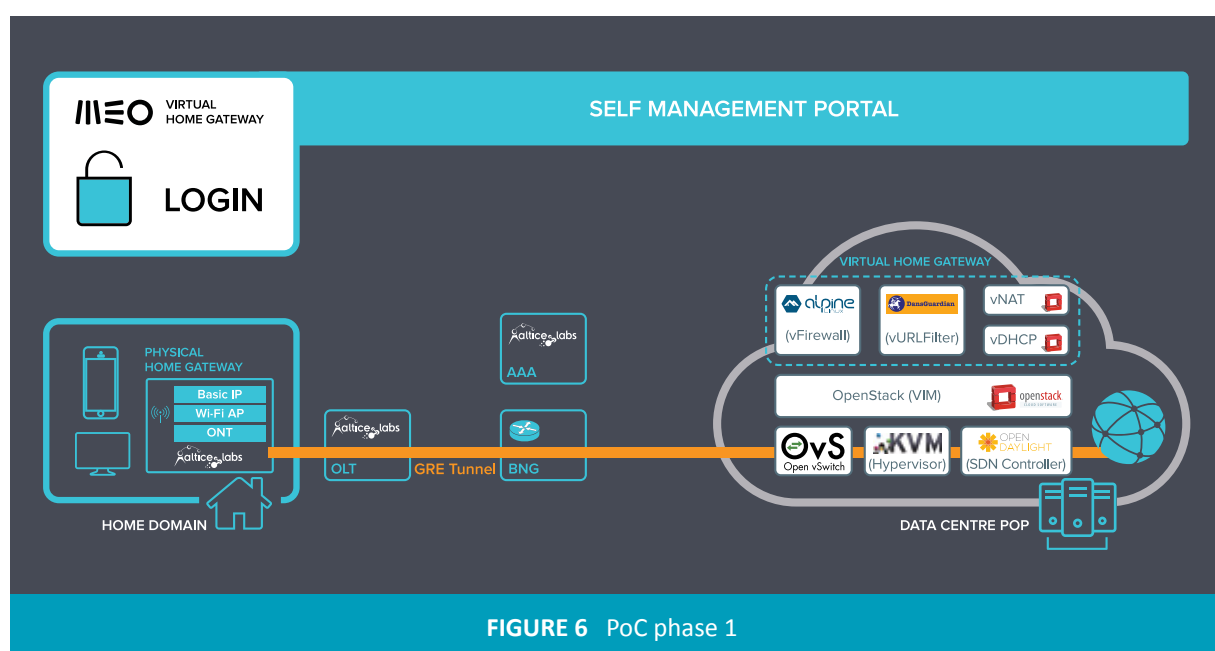 MEO
VIRTUAL
HOME GATEWAY
LOGIN
SELF MANAGEMENT PORTAL
PHYSICAL
HOME GATEWAY
Basic IP
Wi-Fi AP
ONT
altice labs
HOME DOMAIN
altice labs
OLT
GRE Tunnel
altice labs
AAA
BNG
VIRTUAL HOME GATEWAY
alpine
LINUX
(vFirewall)
DansGuardian
(vURLFilter)
vNAT
vDHCP
OpenStack (VIM)
openstack
CLOUD SOFTWARE
OvS
Open vSwitch
KVM
(Hypervisor)
OPEN
DAYLIGHT
(SDN Controller)
DATA CENTRE POP
FIGURE 6 PoC phase 1